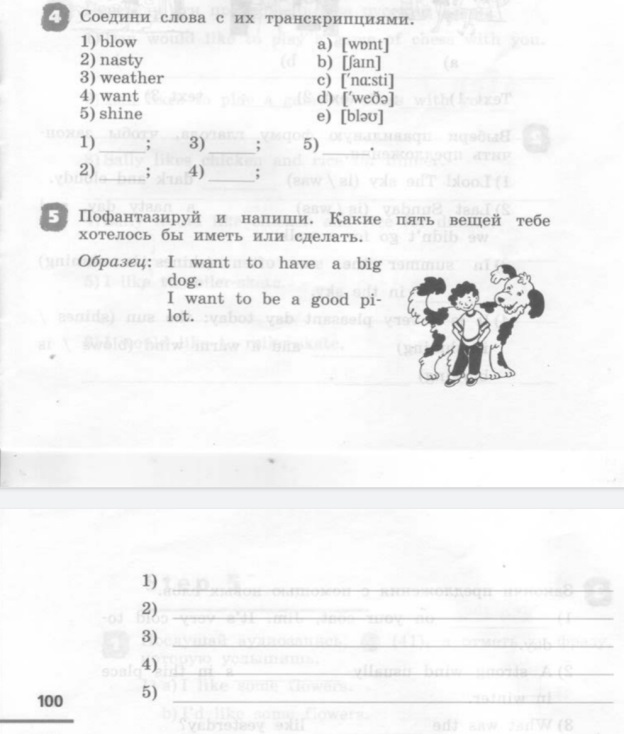 4 Соедини слова с их транскрипциями.
1) blow a) [wɒnt]
2) nasty b) [ʃaɪn]
3) weather c) [ˈnɑːsti]
4) want d) [ˈweðə]
5) shine e) [bləʊ]
1) ____; 3) ____; 5) ____.
2) ____; 4) ____;
5 Пофантазируй и напиши. Какие пять вещей тебе
хотелось бы иметь или сделать.
Образец: I want to have a big
dog.
I want to be a good pi-
lot.
1)
2)
3)
4)
5)
100